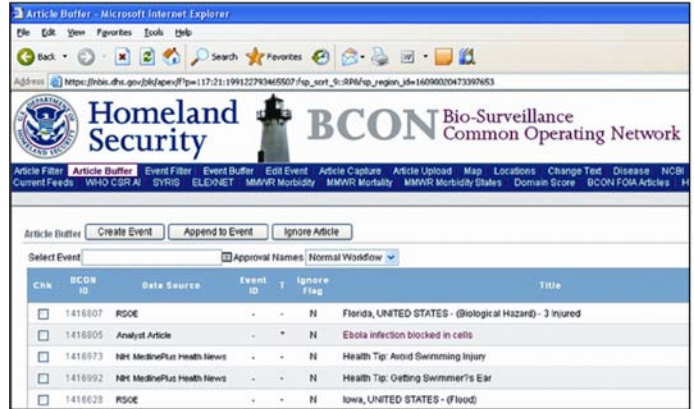 Article Buffer - Microsoft Internet Explorer
File Edit View Favorites Tools Help
Back Search Favorites
Address https://nbis.dhs.gov/pls/apex/f?p=117:21:199122793465507:fsp_sort_9::RP&fsp_region_id=16090020473397653
Homeland Security
BCON Bio-Surveillance Common Operating Network
Article Filter Article Buffer Event Filter Event Buffer Edit Event Article Capture Article Upload Map Locations Change Text Disease NCBI
Current Feeds WHO CSR AI SYRIS ELEXNET MMWR Morbidity MMWR Mortality MMWR Morbidity States Domain Score BCON FOIA Articles H
Article Buffer Create Event Append to Event Ignore Article
Select Event Approval Names Normal Workflow
Chk BCON ID Data Source Event ID T Ignore Flag Title
1416807 RSOE - - N Florida, UNITED STATES - (Biological Hazard) - 3 injured
1416805 Analyst Article - * N Ebola infection blocked in cells
1416973 NIH MedlinePlus Health News - - N Health Tip: Avoid Swimming Injury
1416992 NIH MedlinePlus Health News - - N Health Tip: Getting Swimmer?s Ear
1416628 RSOE - - N Iowa, UNITED STATES - (Flood)